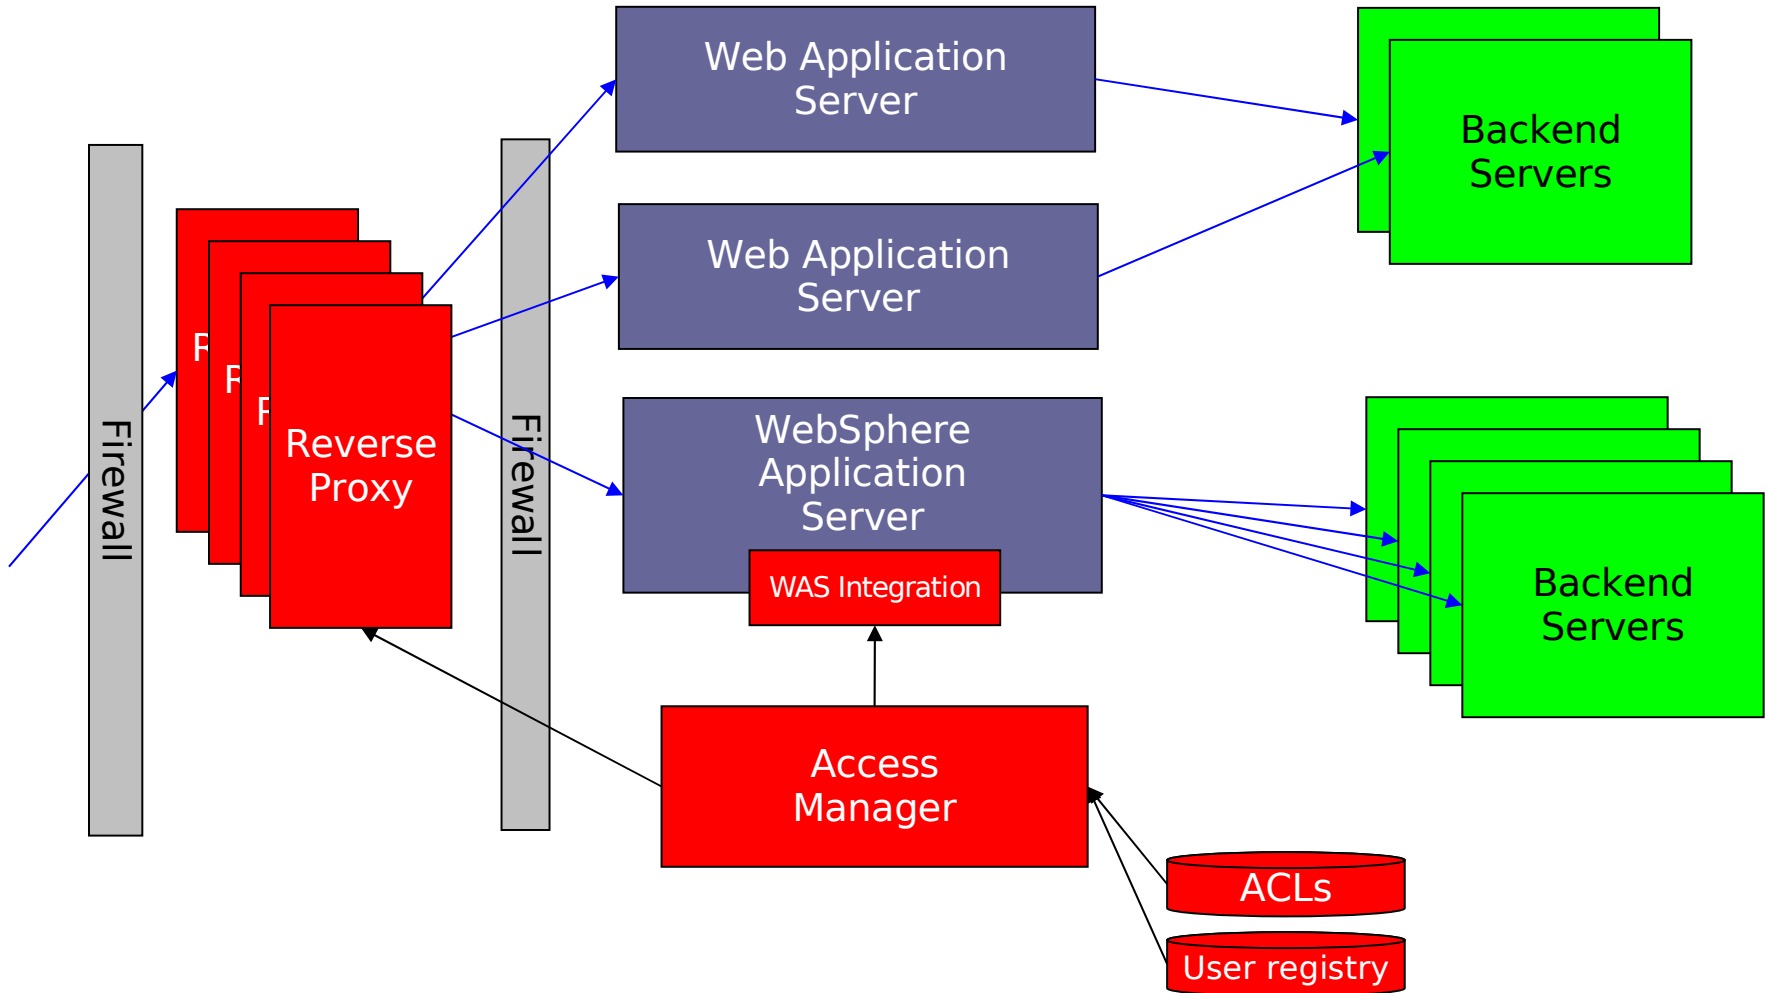 Web Application
Server
Backend
Servers
Web Application
Server
Firewall
R
R
R
Reverse
Proxy
Firewall
WebSphere
Application
Server
WAS Integration
Backend
Servers
Access
Manager
ACLs
User registry